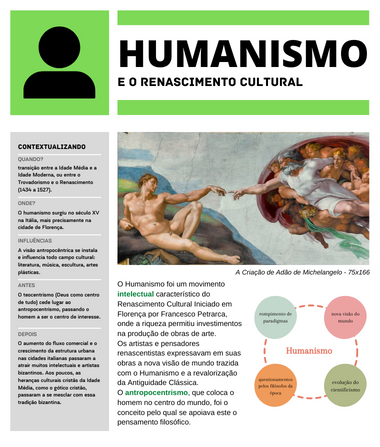 HUMANISMO
E O RENASCIMENTO CULTURAL
CONTEXTUALIZANDO
QUANDO?
transição entre a Idade Média e a
Idade Moderna, ou entre o
Trovadorismo e o Renascimento
(1434 a 1527).
ONDE?
O humanismo surgiu no século XV
na Itália, mais precisamente na
cidade de Florença.
INFLUÊNCIAS
A visão antropocêntrica se instala
e influencia todo campo cultural:
literatura, música, escultura, artes
plásticas.
ANTES
O teocentrismo (Deus como centro
de tudo) cede lugar ao
antropocentrismo, passando o
homem a ser o centro de interesse.
DEPOIS
O aumento do fluxo comercial e o
crescimento da estrutura urbana
nas cidades italianas passaram a
atrair muitos intelectuais e artistas
bizantinos. Aos poucos, as
heranças culturais cristãs da Idade
Média, como o gótico cristão,
passaram a se mesclar com essa
tradição bizantina.
A Criação de Adão de Michelangelo - 75x166
O Humanismo foi um movimento
intelectual característico do
Renascimento Cultural Iniciado em
Florença por Francesco Petrarca,
onde a riqueza permitiu investimentos
na produção de obras de arte.
Os artistas e pensadores
renascentistas expressavam em suas
obras a nova visão de mundo trazida
com o Humanismo e a revalorização
da Antiguidade Clássica.
O antropocentrismo, que coloca o
homem no centro do mundo, foi o
conceito pelo qual se apoiava este o
pensamento filosófico.
rompimento de
paradigmas
nova visão do
mundo
Humanismo
questionamentos
pelos filósofos da
época
evolução do
cientificismo